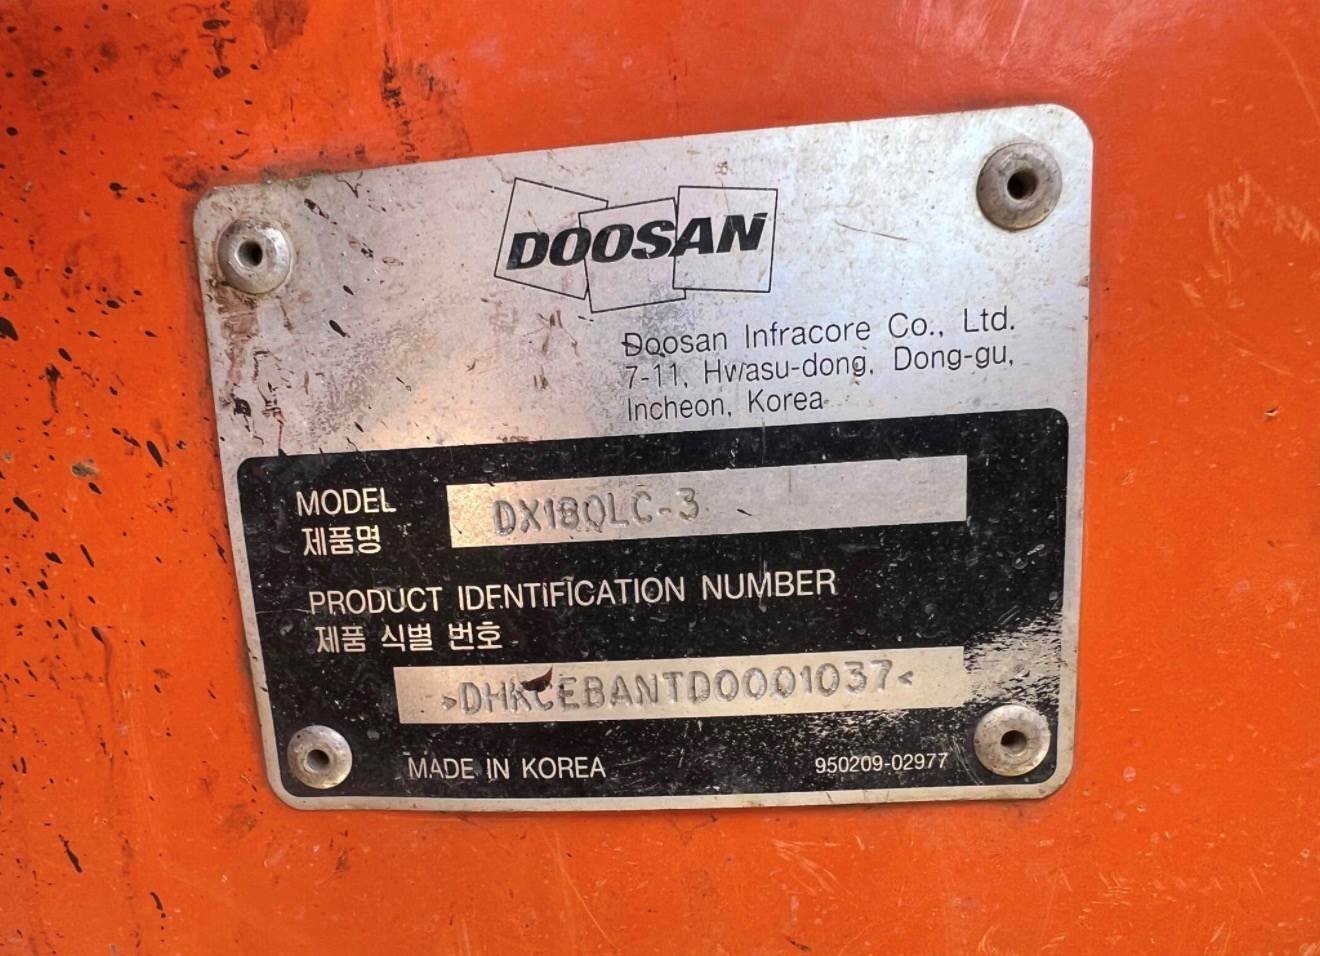 DOOSAN
Doosan Infracore Co., Ltd.
7-11, Hwasu-dong, Dong-gu,
Incheon, Korea
MODEL
제품명
DX180LC-3
PRODUCT IDENTIFICATION NUMBER
제품 식별 번호
>DHKCEBANTD0001037<
MADE IN KOREA
950209-02977